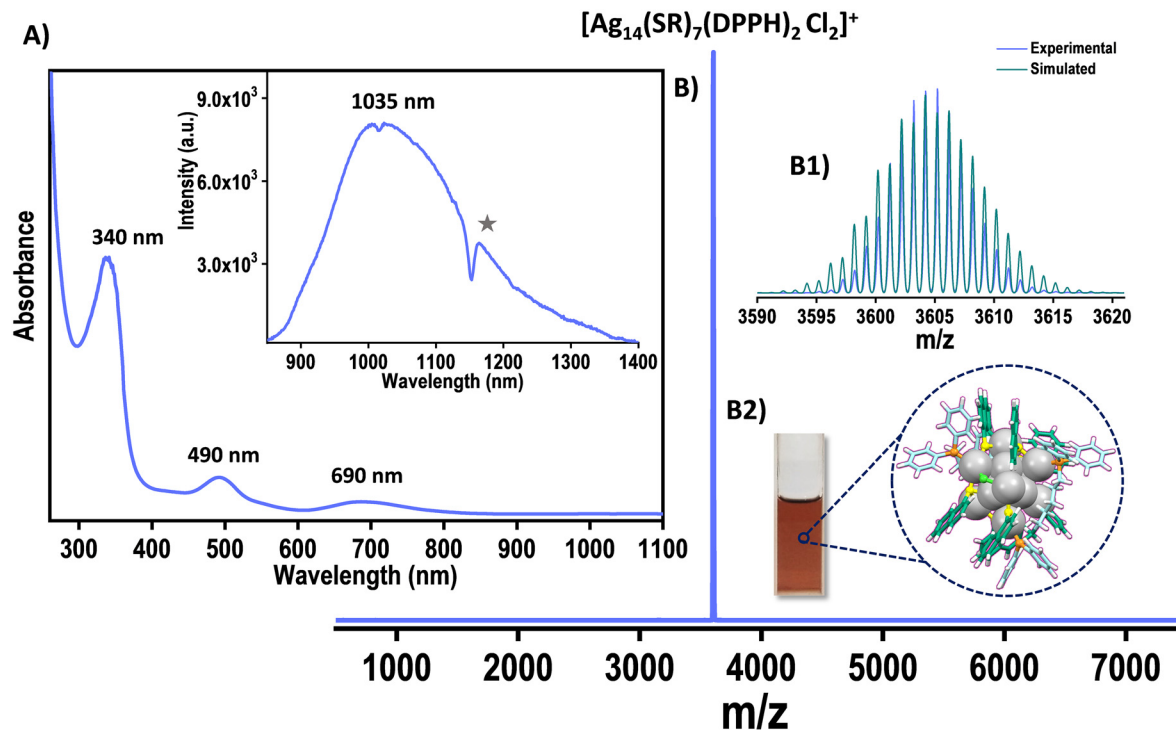 [Ag₁₄(SR)₇(DPPH)₂ Cl₂]⁺
A)
B)
Experimental
Simulated
9.0x10³
6.0x10³
3.0x10³
Intensity (a.u.)
1035 nm
★
900 1000 1100 1200 1300 1400
Wavelength (nm)
340 nm
490 nm
690 nm
Absorbance
300 400 500 600 700 800 900 1000 1100
Wavelength (nm)
B1)
3590 3595 3600 3605 3610 3615 3620
m/z
B2)
1000 2000 3000 4000 5000 6000 7000
m/z